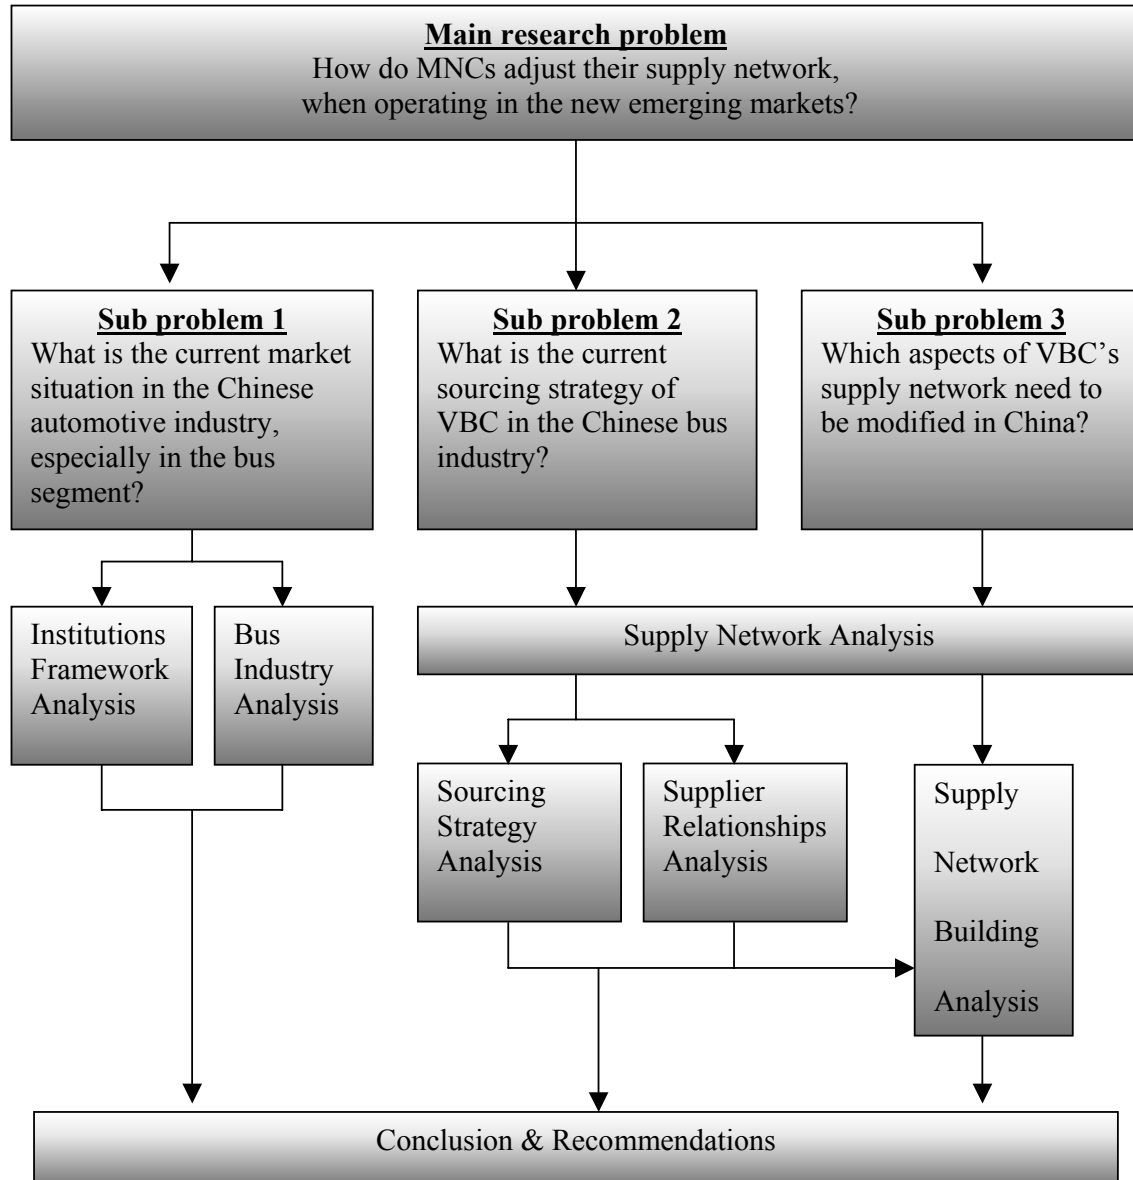 Main research problem
How do MNCs adjust their supply network,
when operating in the new emerging markets?
Sub problem 1
What is the current market
situation in the Chinese
automotive industry,
especially in the bus
segment?
Sub problem 2
What is the current
sourcing strategy of
VBC in the Chinese bus
industry?
Sub problem 3
Which aspects of VBC’s
supply network need to
be modified in China?
Institutions
Framework
Analysis
Bus
Industry
Analysis
Supply Network Analysis
Sourcing
Strategy
Analysis
Supplier
Relationships
Analysis
Supply
Network
Building
Analysis
Conclusion & Recommendations